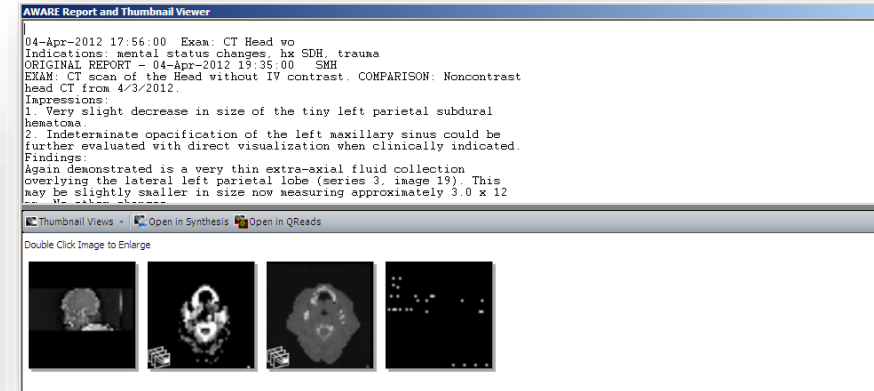 AWARE Report and Thumbnail Viewer
04-Apr-2012 17:56:00 Exam: CT Head wo
Indications: mental status changes, hx SDH, trauma
ORIGINAL REPORT - 04-Apr-2012 19:35:00 SMH
EXAM: CT scan of the Head without IV contrast. COMPARISON: Noncontrast
head CT from 4/3/2012.
Impressions:
1. Very slight decrease in size of the tiny left parietal subdural
hematoma.
2. Indeterminate opacification of the left maxillary sinus could be
further evaluated with direct visualization when clinically indicated.
Findings:
Again demonstrated is a very thin extra-axial fluid collection
overlying the lateral left parietal lobe (series 3, image 19). This
may be slightly smaller in size now measuring approximately 3.0 x 12
Thumbnail Views Open in Synthesis Open in QReads
Double Click Image to Enlarge